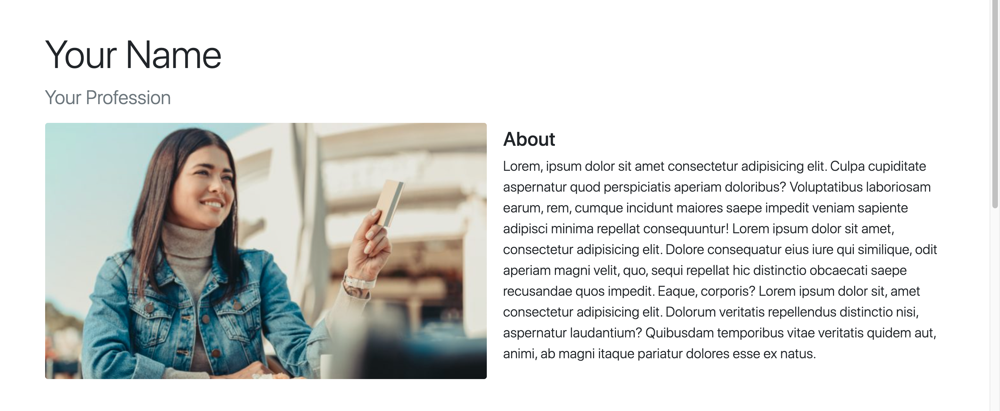 Your Name
Your Profession
About
Lorem, ipsum dolor sit amet consectetur adipisicing elit. Culpa cupiditate
aspernatur quod perspiciatis aperiam doloribus? Voluptatibus laboriosam
earum, rem, cumque incidunt maiores saepe impedit veniam sapiente
adipisci minima repellat consequuntur! Lorem ipsum dolor sit amet,
consectetur adipisicing elit. Dolore consequatur eius iure qui similique, odit
aperiam magni velit, quo, sequi repellat hic distinctio obcaecati saepe
recusandae quos impedit. Eaque, corporis? Lorem ipsum dolor sit, amet
consectetur adipisicing elit. Dolorum veritatis repellendus distinctio nisi,
aspernatur laudantium? Quibusdam temporibus vitae veritatis quidem aut,
animi, ab magni itaque pariatur dolores esse ex natus.